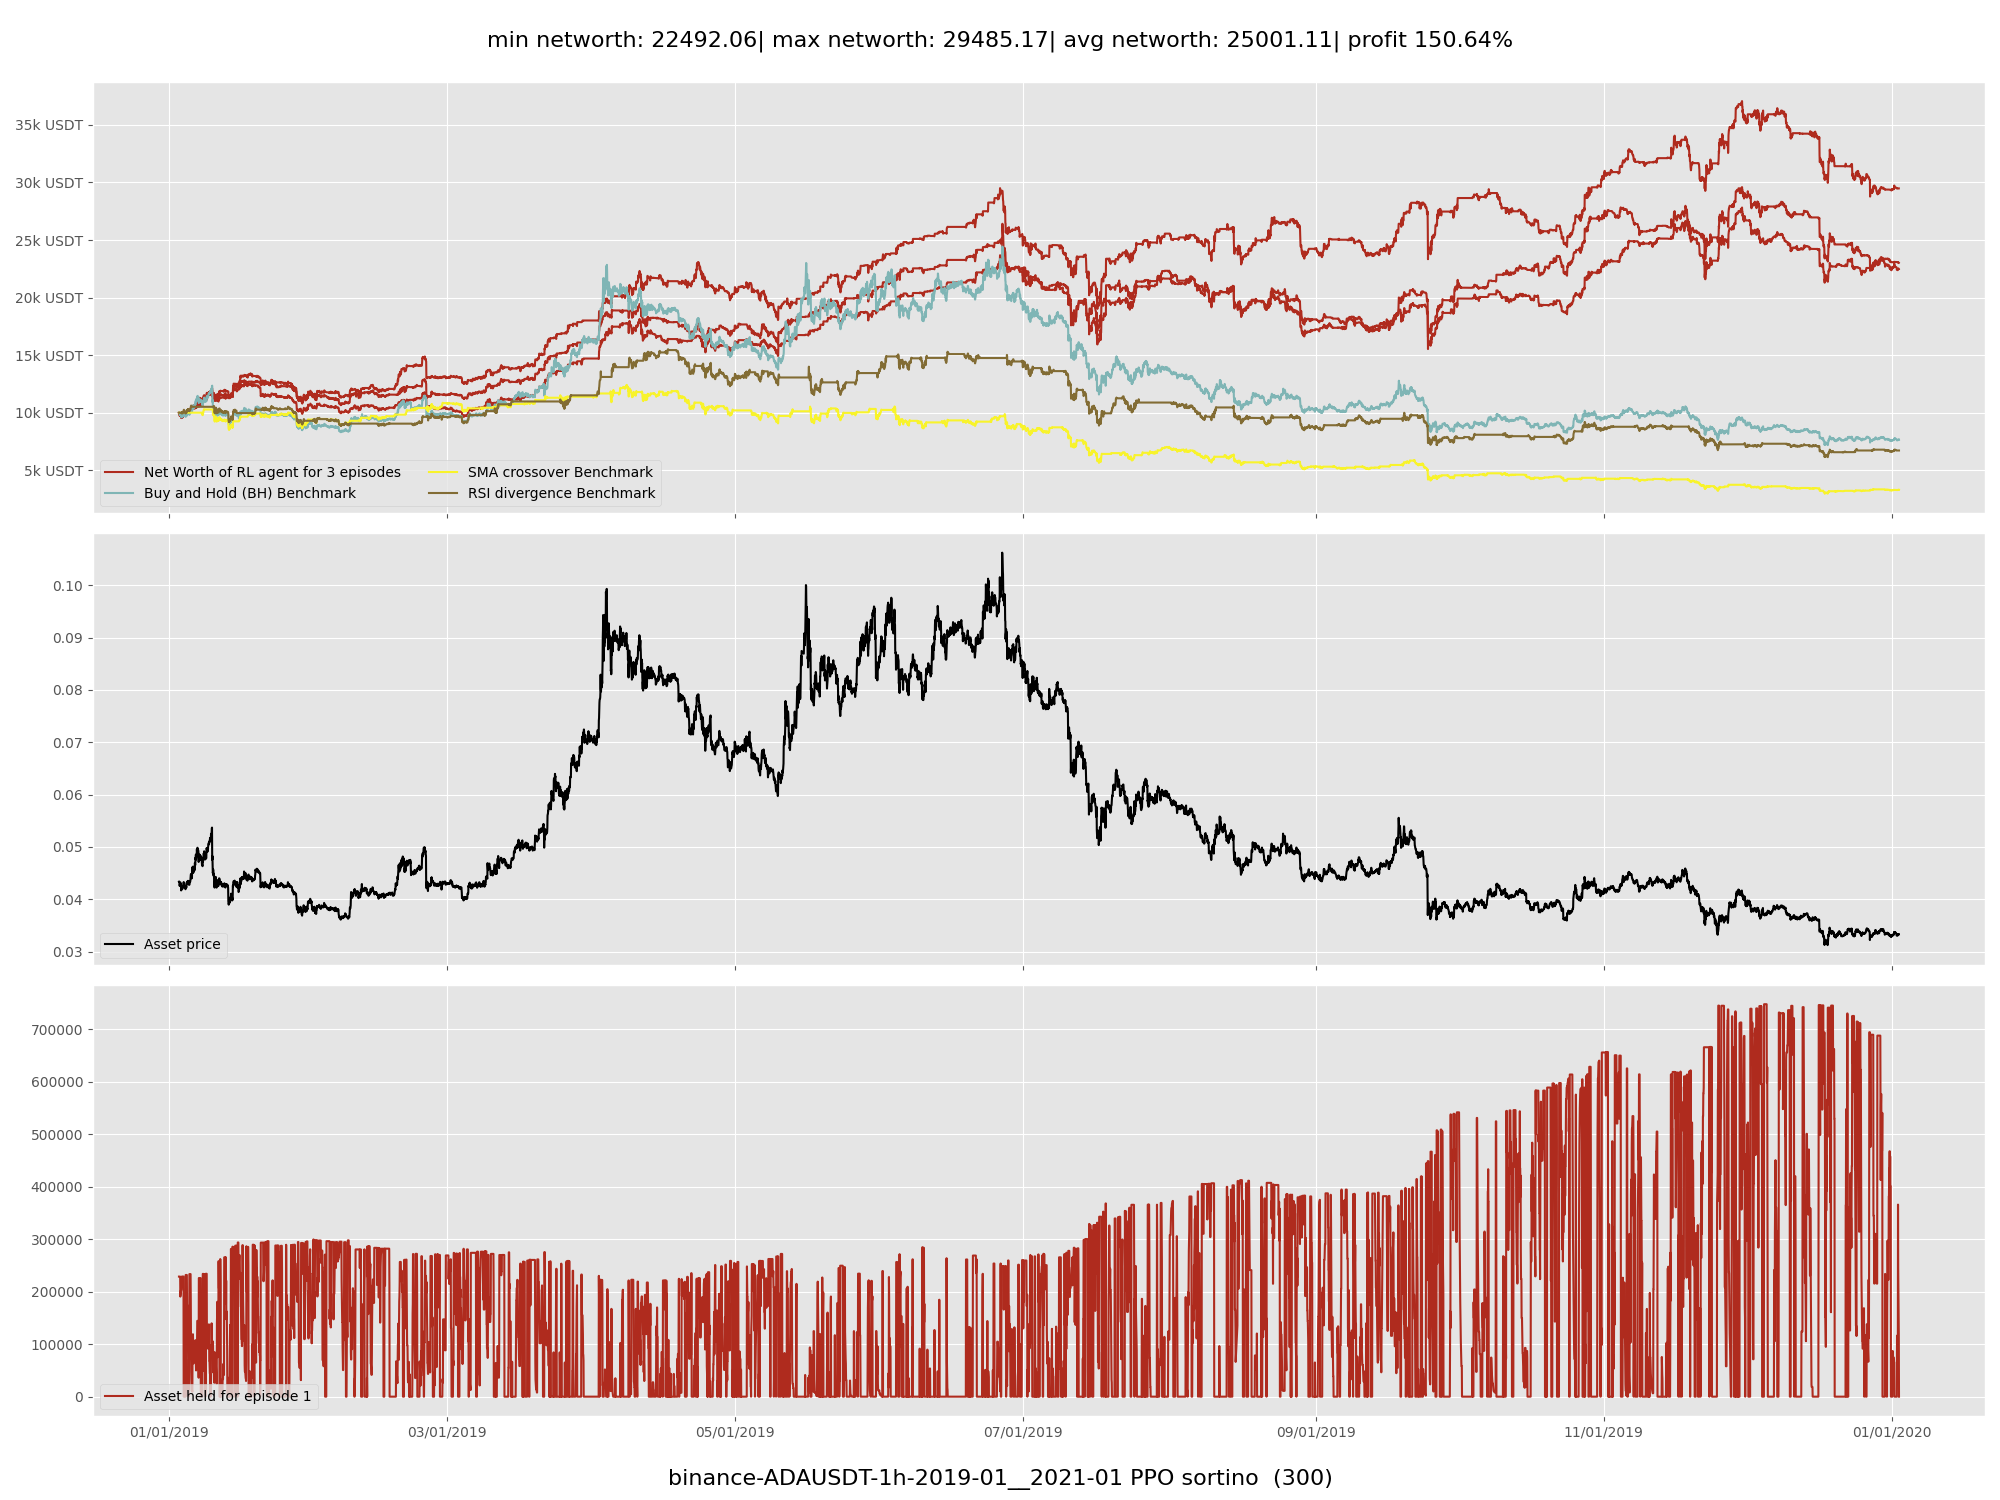 min networth: 22492.06| max networth: 29485.17| avg networth: 25001.11| profit 150.64%
35k USDT
30k USDT
25k USDT
20k USDT
15k USDT
10k USDT
5k USDT
Net Worth of RL agent for 3 episodes
Buy and Hold (BH) Benchmark
SMA crossover Benchmark
RSI divergence Benchmark
0.10
0.09
0.08
0.07
0.06
0.05
0.04
0.03
Asset price
700000
600000
500000
400000
300000
200000
100000
0
Asset held for episode 1
01/01/2019
03/01/2019
05/01/2019
07/01/2019
09/01/2019
11/01/2019
01/01/2020
binance-ADAUSDT-1h-2019-01__2021-01 PPO sortino  (300)